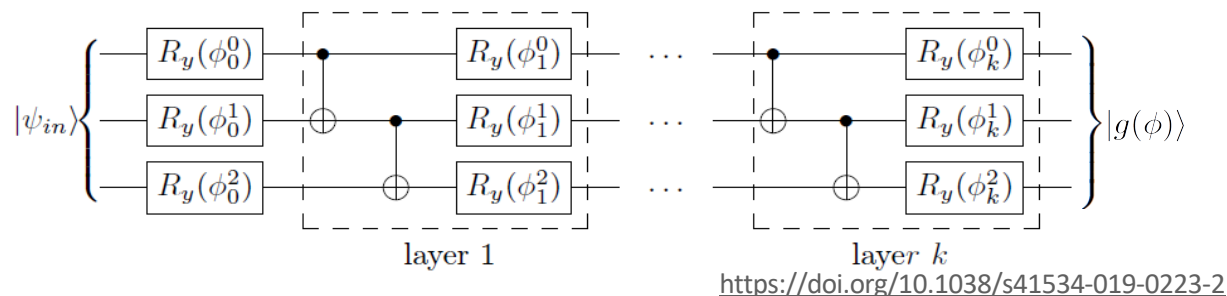 R_y(φ_0^0) R_y(φ_1^0) ... R_y(φ_k^0)
|ψ_in⟩ R_y(φ_0^1) R_y(φ_1^1) ... R_y(φ_k^1) |g(φ)⟩
R_y(φ_0^2) R_y(φ_1^2) ... R_y(φ_k^2)
layer 1 layer k
https://doi.org/10.1038/s41534-019-0223-2